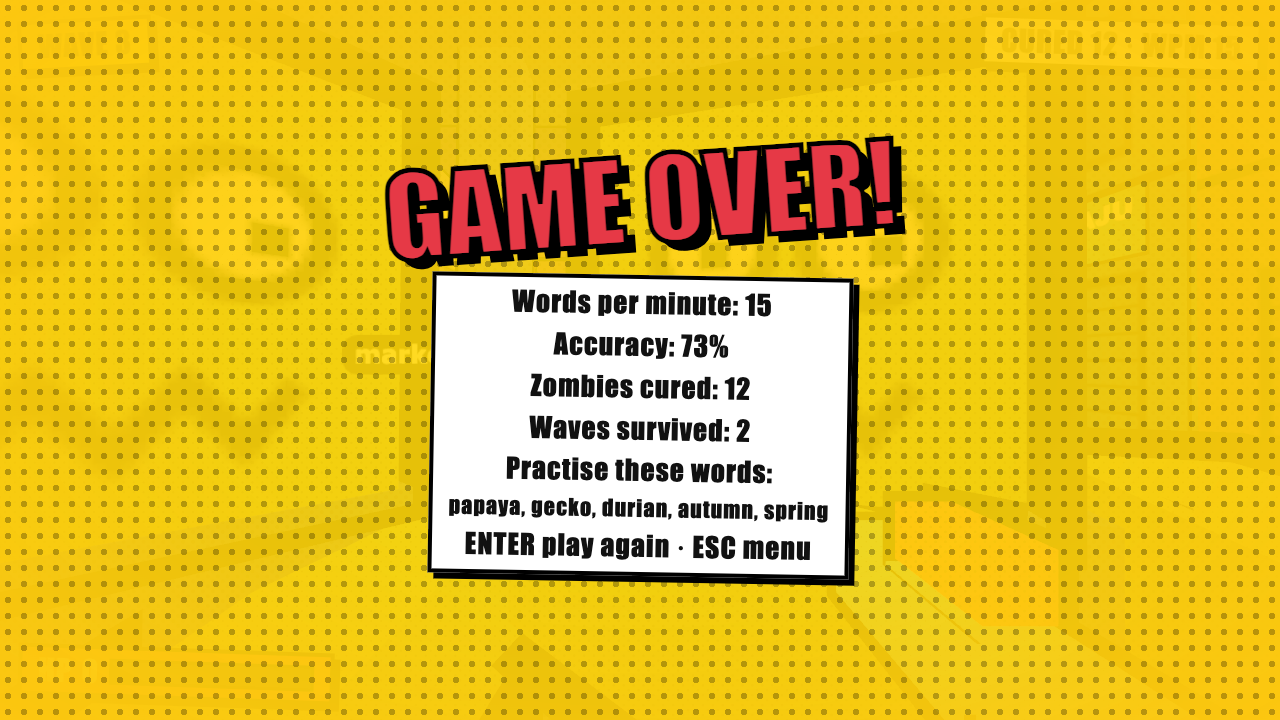 GAME OVER!
Words per minute: 15
Accuracy: 73%
Zombies cured: 12
Waves survived: 2
Practise these words:
papaya, gecko, durian, autumn, spring
ENTER play again · ESC menu